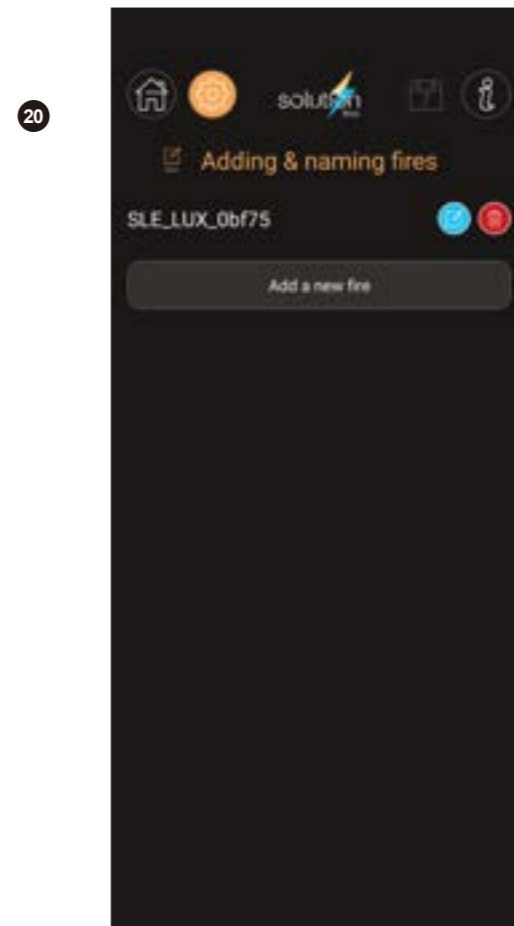 20
solution
Adding & naming fires
SLE_LUX_0bf75
Add a new fire